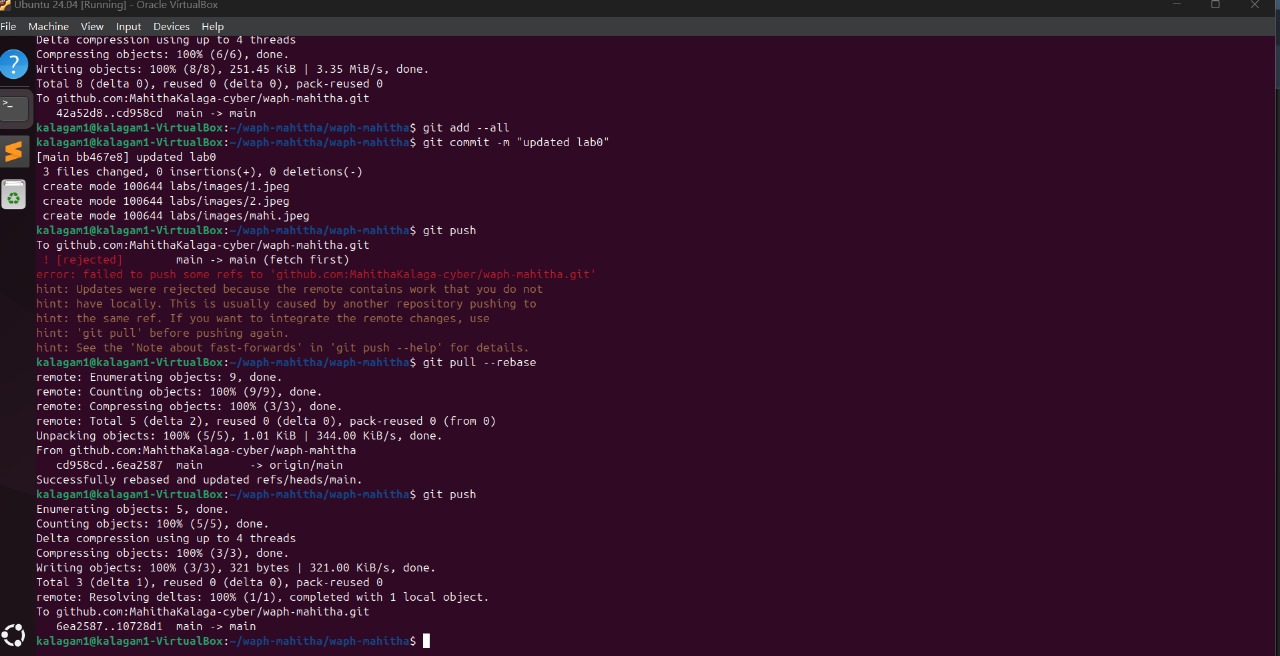 Ubuntu 24.04 [Running] - Oracle VirtualBox
File Machine View Input Devices Help
Delta compression using up to 4 threads
Compressing objects: 100% (6/6), done.
Writing objects: 100% (8/8), 251.45 KiB | 3.35 MiB/s, done.
Total 8 (delta 0), reused 0 (delta 0), pack-reused 0
To github.com:MahithaKalaga-cyber/waph-mahitha.git
   42a52d8..cd958cd  main -> main
kalagam1@kalagam1-VirtualBox:~/waph-mahitha/waph-mahitha$ git add --all
kalagam1@kalagam1-VirtualBox:~/waph-mahitha/waph-mahitha$ git commit -m "updated lab0"
[main bb467e8] updated lab0
 3 files changed, 0 insertions(+), 0 deletions(-)
 create mode 100644 labs/images/1.jpeg
 create mode 100644 labs/images/2.jpeg
 create mode 100644 labs/images/mahi.jpeg
kalagam1@kalagam1-VirtualBox:~/waph-mahitha/waph-mahitha$ git push
To github.com:MahithaKalaga-cyber/waph-mahitha.git
 ! [rejected]        main -> main (fetch first)
error: failed to push some refs to 'github.com:MahithaKalaga-cyber/waph-mahitha.git'
hint: Updates were rejected because the remote contains work that you do not
hint: have locally. This is usually caused by another repository pushing to
hint: the same ref. If you want to integrate the remote changes, use
hint: 'git pull' before pushing again.
hint: See the 'Note about fast-forwards' in 'git push --help' for details.
kalagam1@kalagam1-VirtualBox:~/waph-mahitha/waph-mahitha$ git pull --rebase
remote: Enumerating objects: 9, done.
remote: Counting objects: 100% (9/9), done.
remote: Compressing objects: 100% (3/3), done.
remote: Total 5 (delta 2), reused 0 (delta 0), pack-reused 0 (from 0)
Unpacking objects: 100% (5/5), 1.01 KiB | 344.00 KiB/s, done.
From github.com:MahithaKalaga-cyber/waph-mahitha
   cd958cd..6ea2587  main       -> origin/main
Successfully rebased and updated refs/heads/main.
kalagam1@kalagam1-VirtualBox:~/waph-mahitha/waph-mahitha$ git push
Enumerating objects: 5, done.
Counting objects: 100% (5/5), done.
Delta compression using up to 4 threads
Compressing objects: 100% (3/3), done.
Writing objects: 100% (3/3), 321 bytes | 321.00 KiB/s, done.
Total 3 (delta 1), reused 0 (delta 0), pack-reused 0
remote: Resolving deltas: 100% (1/1), completed with 1 local object.
To github.com:MahithaKalaga-cyber/waph-mahitha.git
   6ea2587..10728d1  main -> main
kalagam1@kalagam1-VirtualBox:~/waph-mahitha/waph-mahitha$